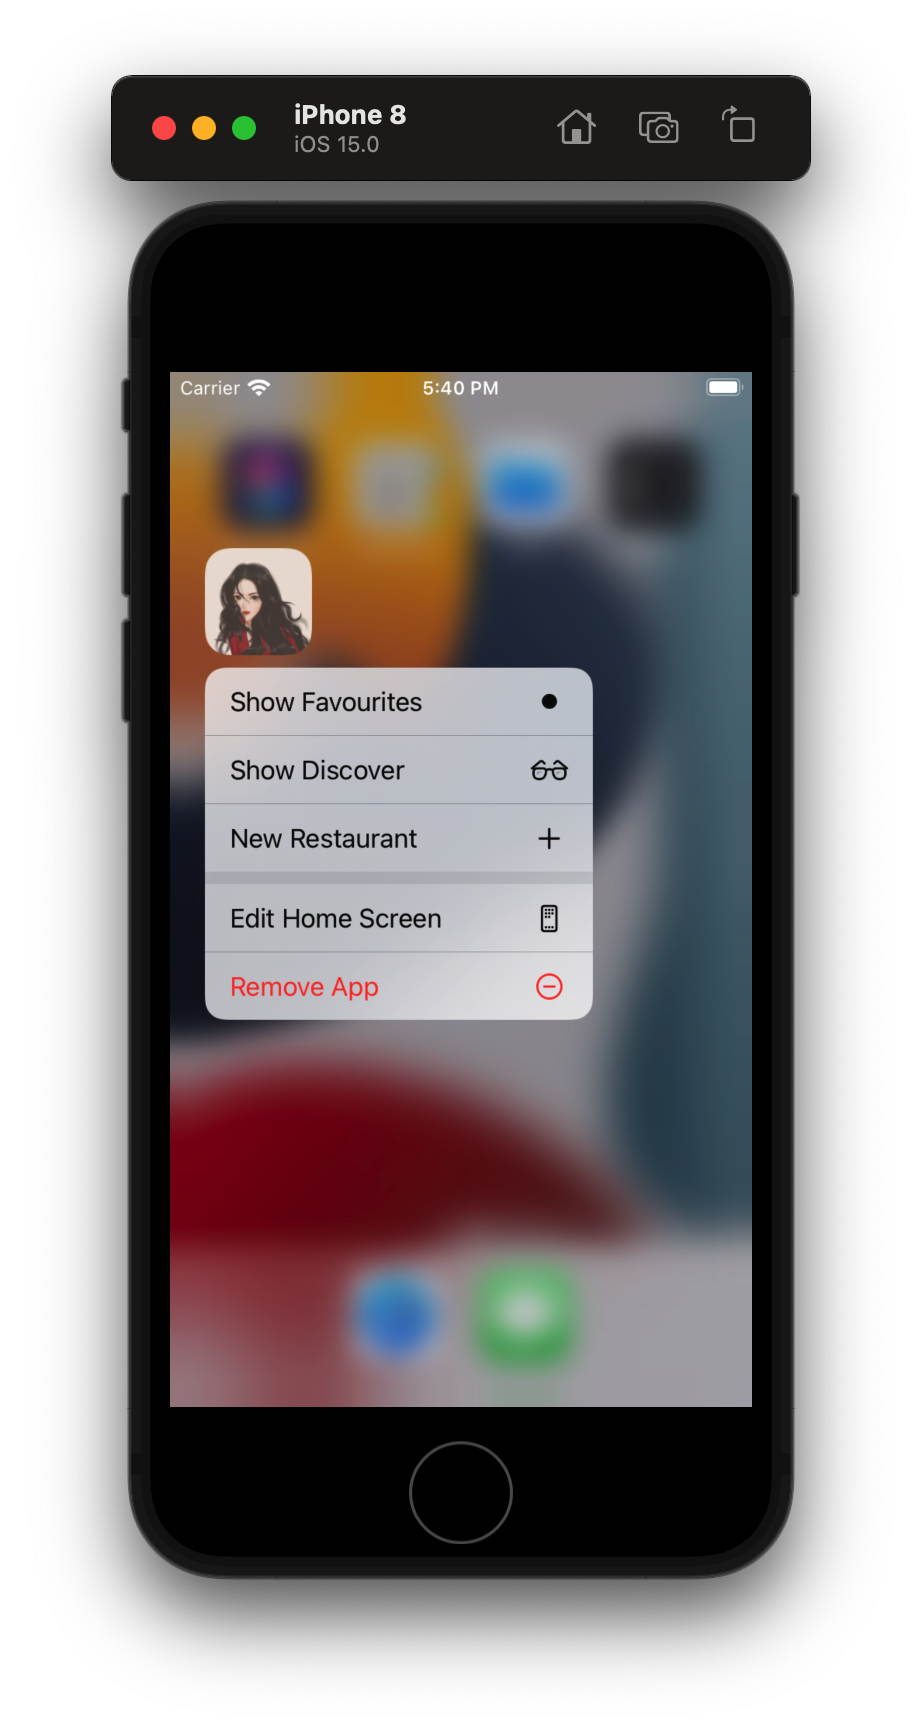 iPhone 8
iOS 15.0
Carrier 5:40 PM
Show Favourites
Show Discover
New Restaurant
Edit Home Screen
Remove App